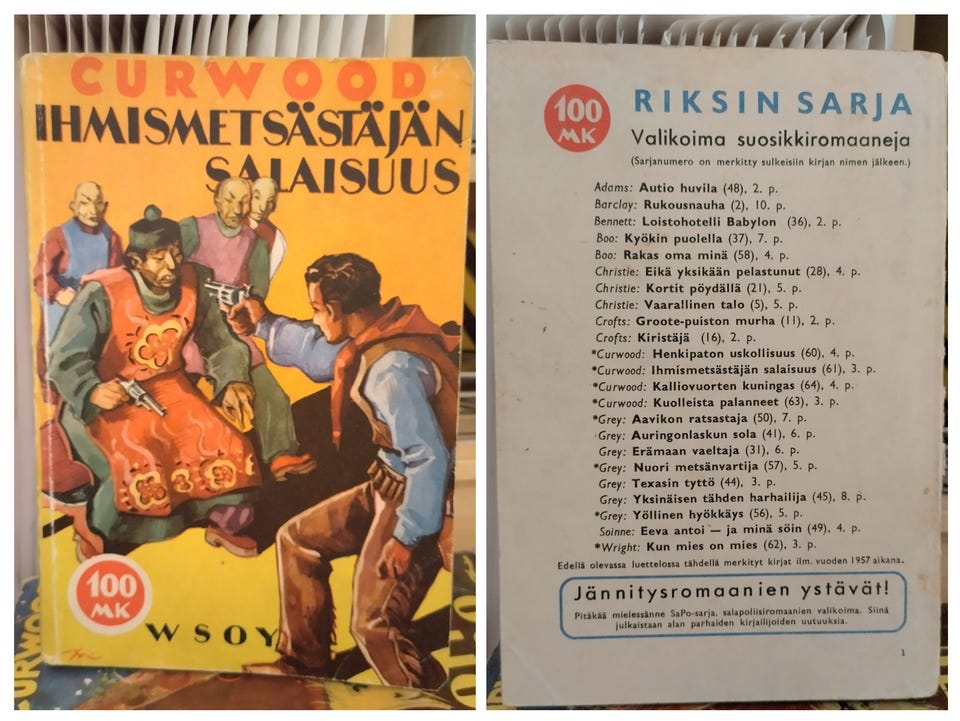 CURWOOD
IHMISMETSÄSTÄJÄN
SALAISUUS
100
MK
WSOY
CURWOOD
100
MK
RIKSIN SARJA
Valikoima suosikkiromaaneja
(Sarjanumero on merkitty sulkeisiin kirjan nimen jälkeen.)
Adams: Autio huvila (48), 2. p.
Barclay: Rukousnauha (2), 10. p.
Bennett: Loistohotelli Babylon (36), 2. p.
Boo: Kyökin puolella (37), 7. p.
Boo: Rakas oma minä (58), 4. p.
Christie: Eikä yksikään pelastunut (28), 4. p.
Christie: Kortit pöydällä (21), 5. p.
Christie: Vaarallinen talo (5), 5. p.
Crofts: Groote-puiston murha (11), 2. p.
Crofts: Kiristäjä (16), 2. p.
*Curwood: Henkipaton uskollisuus (60), 4. p.
*Curwood: Ihmismetsästäjän salaisuus (61), 3. p.
*Curwood: Kalliovuorten kuningas (64), 4. p.
*Curwood: Kuolleista palanneet (63), 3. p.
*Grey: Aavikon ratsastaja (50), 7. p.
Grey: Auringonlaskun sola (41), 6. p.
Grey: Erämaan vaeltaja (31), 6. p.
*Grey: Nuori metsänvartija (57), 5. p.
Grey: Texasin tyttö (44), 3. p.
Grey: Yksinäisen tähden harhailija (45), 8. p.
*Grey: Yöllinen hyökkäys (56), 5. p.
Soinne: Eeva antoi — ja minä söin (49), 4. p.
*Wright: Kun mies on mies (62), 3. p.
Edellä olevassa luettelossa tähdellä merkityt kirjat ilm. vuoden 1957 aikana.
Jännitysromaanien ystävät!
Pitäkää mielessänne SaPo-sarja, salapoliisiromaanien valikoima. Siinä
julkaistaan alan parhaiden kirjailijoiden uutuuksia.
1